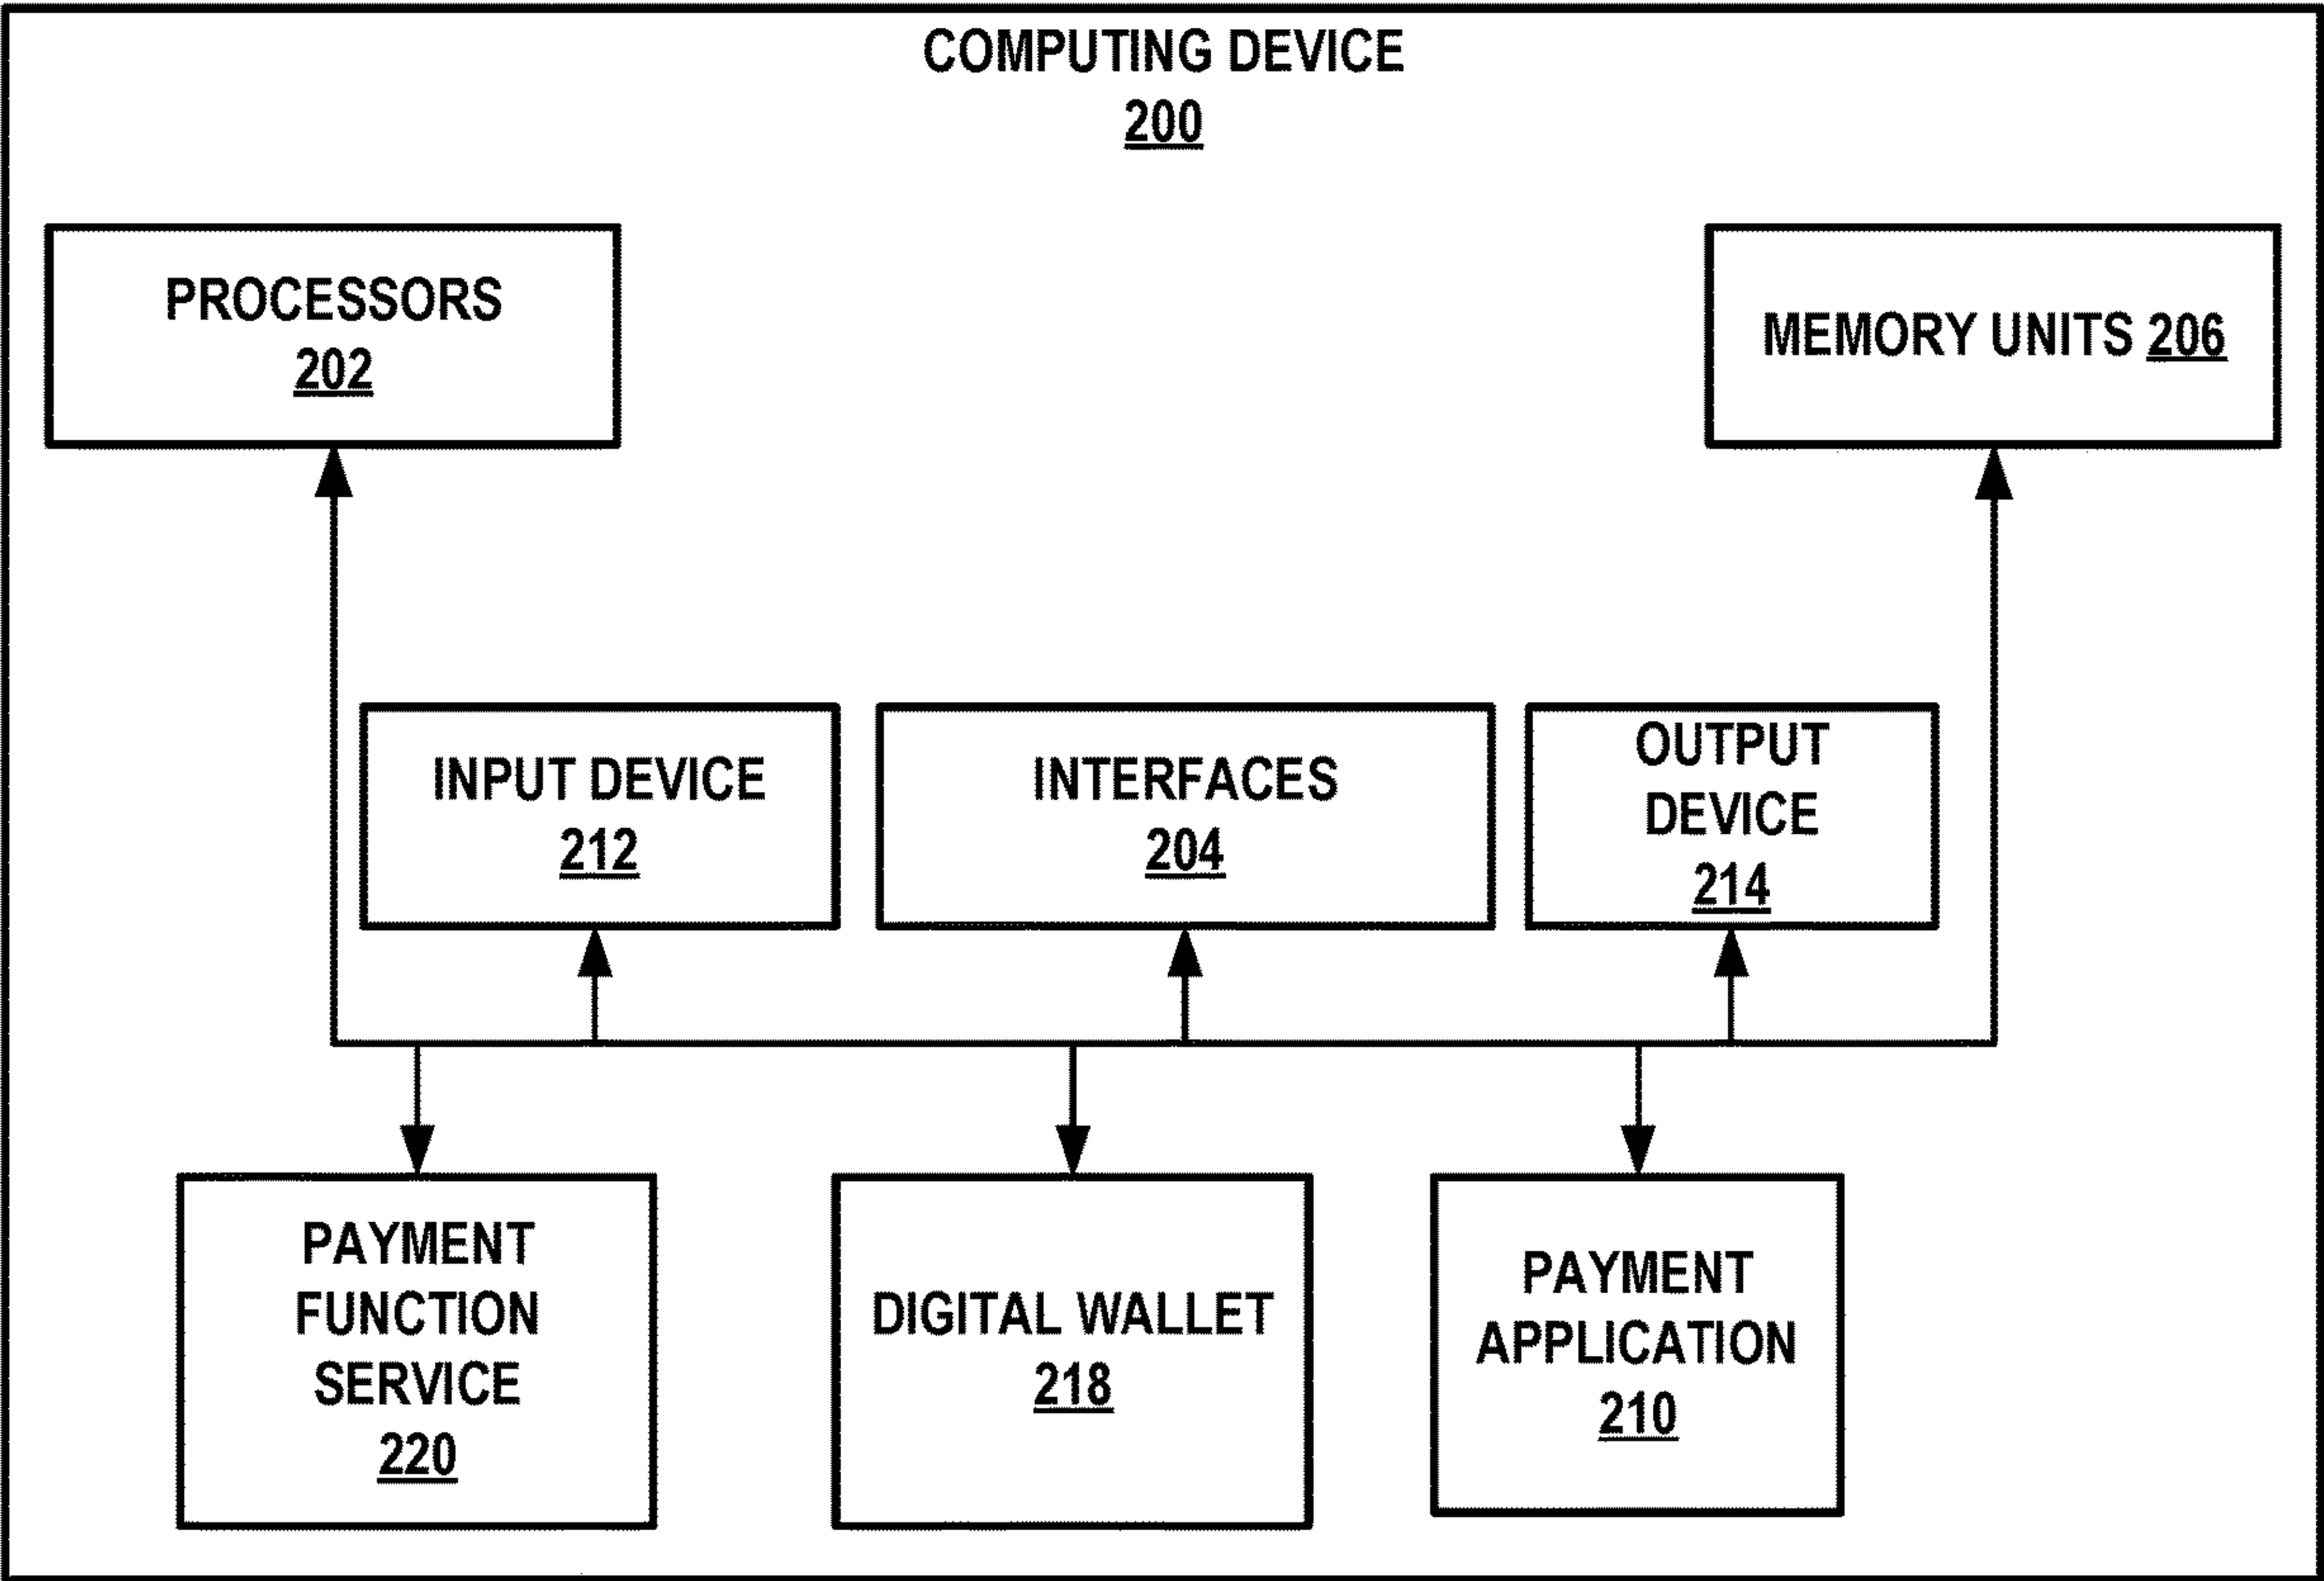 COMPUTING DEVICE
200
PROCESSORS
202
MEMORY UNITS 206
INPUT DEVICE
212
INTERFACES
204
OUTPUT
DEVICE
214
PAYMENT
FUNCTION
SERVICE
220
DIGITAL WALLET
218
PAYMENT
APPLICATION
210